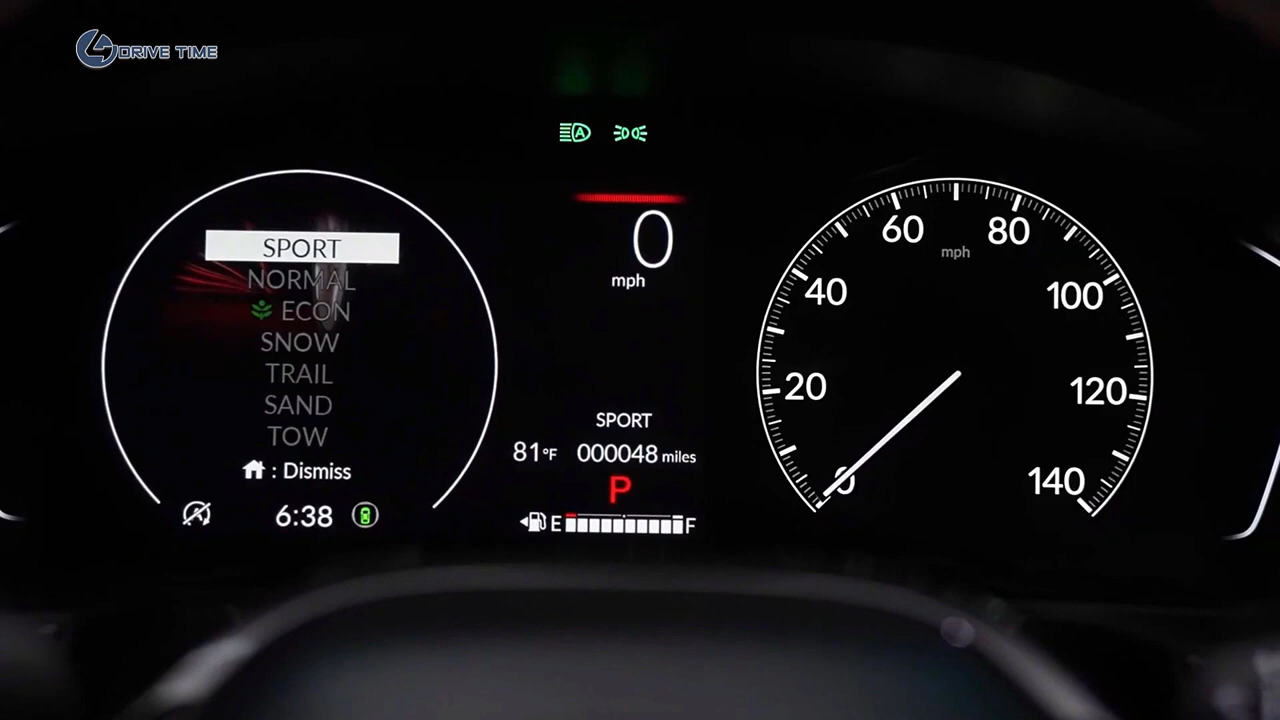 DRIVE TIME
A
0
mph
SPORT
NORMAL
ECON
SNOW
TRAIL
SAND
TOW
: Dismiss
6:38
SPORT
81°F 000048 miles
P
E F
0 20 40 60 80 100 120 140
mph